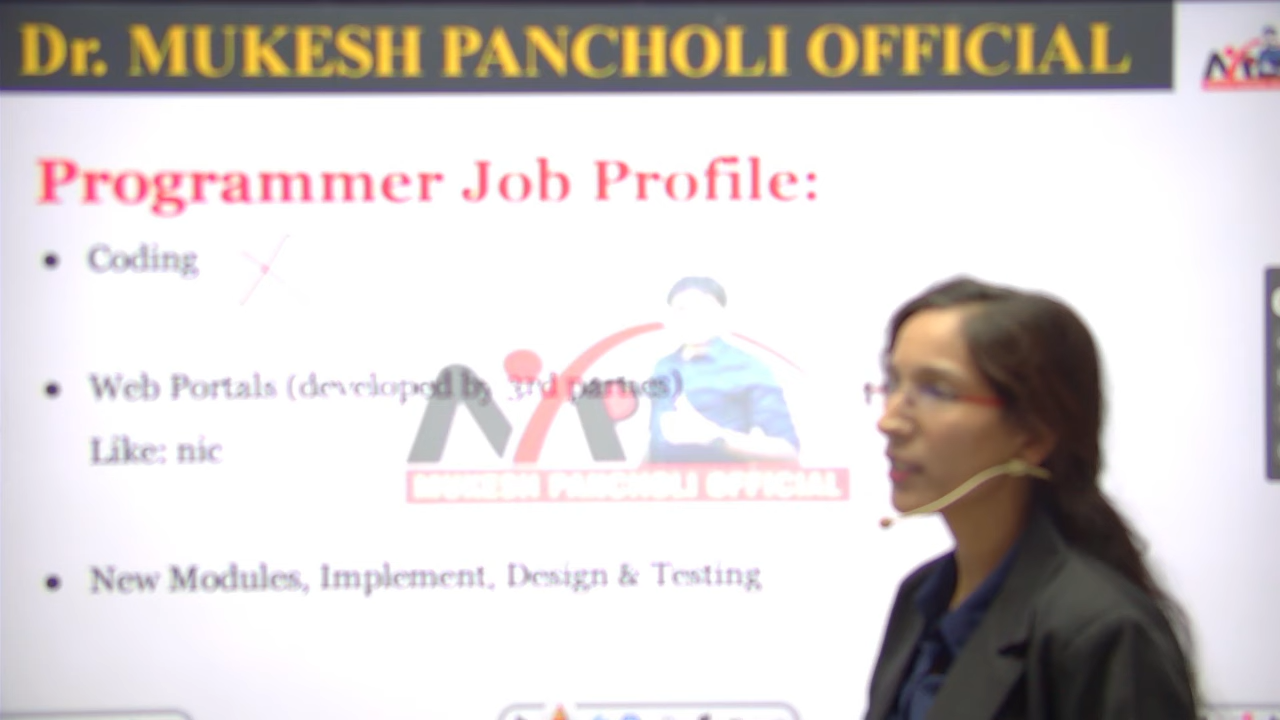 Dr. MUKESH PANCHOLI OFFICIAL
Programmer Job Profile:
• Coding
• Web Portals (developed by 3rd parties)
Like: nic
MUKESH PANCHOLI OFFICIAL
• New Modules, Implement, Design & Testing